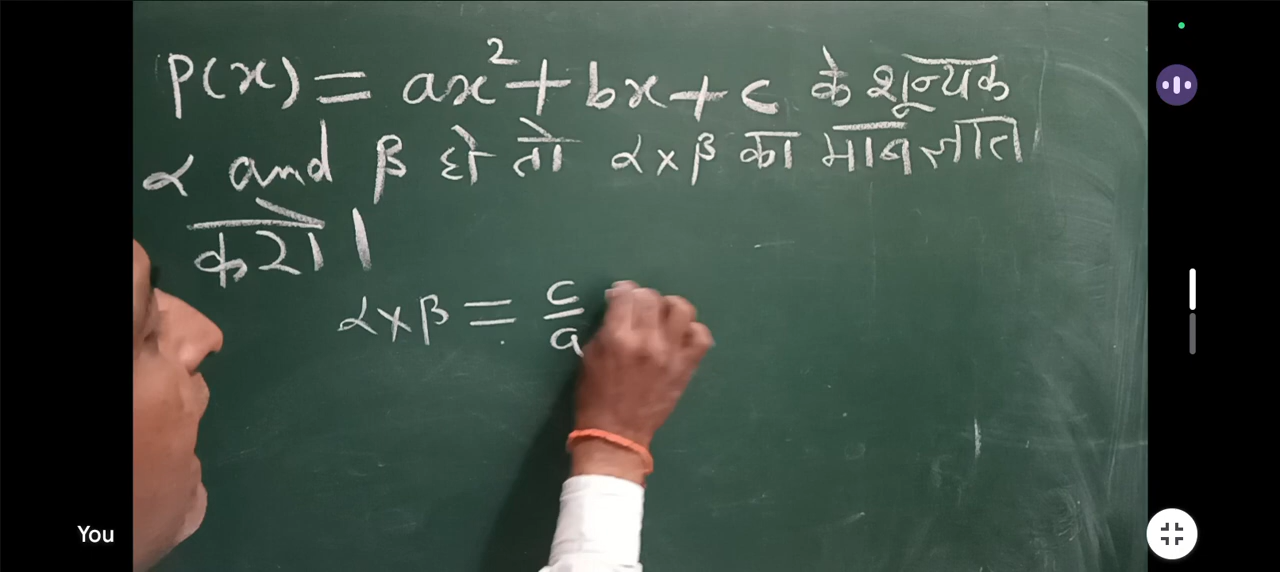 P(x) = ax² + bx + c के शून्यक
α and β हो तो α × β का मान ज्ञात
करो।
α × β = c/a
You